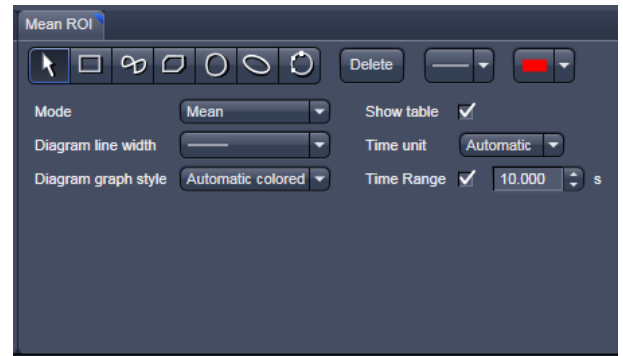 Mean ROI
Delete
Mode Mean Show table
Diagram line width Time unit Automatic
Diagram graph style Automatic colored Time Range 10.000 s